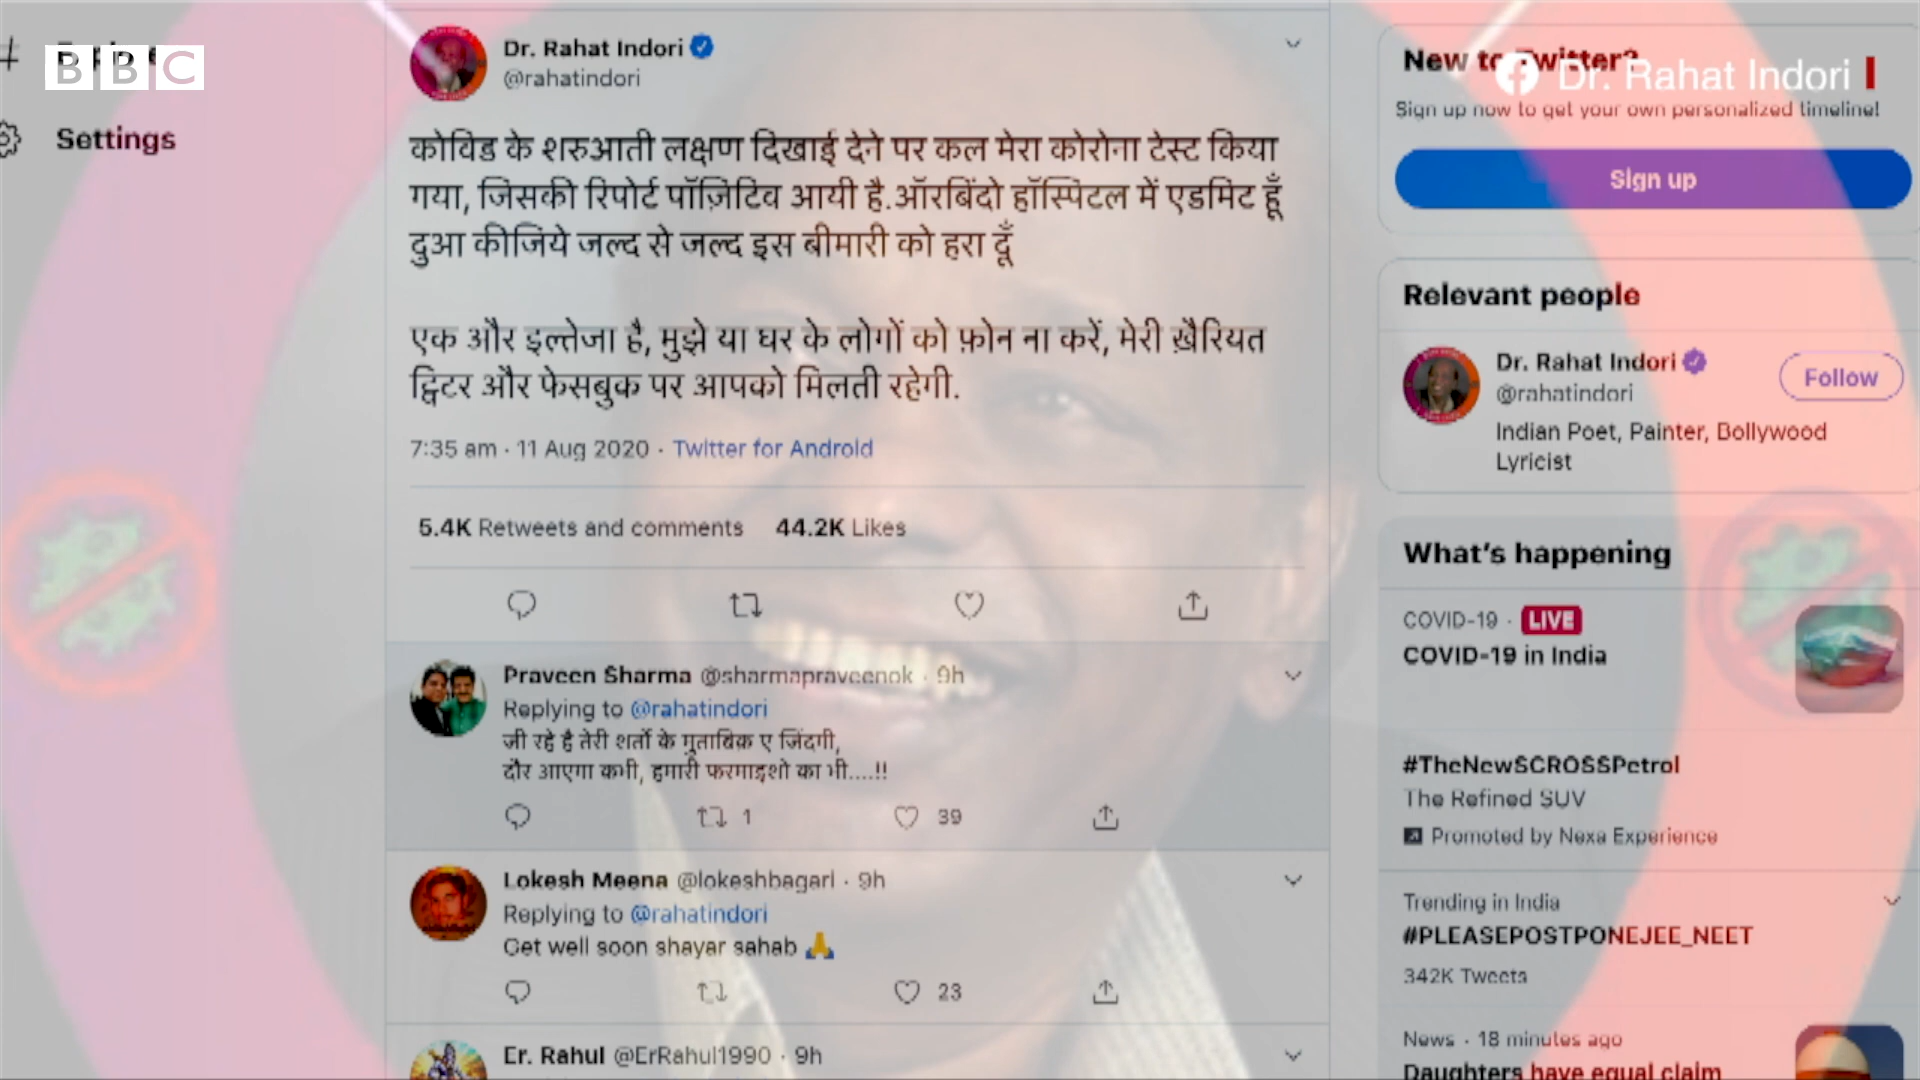 BBC
Settings
Dr. Rahat Indori
@rahatindori
कोविड के शरुआती लक्षण दिखाई देने पर कल मेरा कोरोना टेस्ट किया
गया, जिसकी रिपोर्ट पॉज़िटिव आयी है.ऑरबिंदो हॉस्पिटल में एडमिट हूँ
दुआ कीजिये जल्द से जल्द इस बीमारी को हरा दूँ
एक और इल्तेजा है, मुझे या घर के लोगों को फ़ोन ना करें, मेरी ख़ैरियत
ट्विटर और फेसबुक पर आपको मिलती रहेगी.
7:35 am · 11 Aug 2020 · Twitter for Android
5.4K Retweets and comments 44.2K Likes
Praveen Sharma @sharmapraveenok · 9h
Replying to @rahatindori
जी रहे है तेरी शर्तो के मुताबिक़ ए जिंदगी,
दौर आएगा कभी, हमारी फरमाइशो का भी....!!
1 39
Lokesh Meena @lokeshbagari · 9h
Replying to @rahatindori
Get well soon shayar sahab 🙏
23
Er. Rahul @ErRahul1990 · 9h
New to Twitter?
Dr. Rahat Indori
Sign up now to get your own personalized timeline!
Sign up
Relevant people
Dr. Rahat Indori
@rahatindori
Follow
Indian Poet, Painter, Bollywood
Lyricist
What's happening
COVID-19 · LIVE
COVID-19 in India
#TheNewSCROSSPetrol
The Refined SUV
Promoted by Nexa Experience
Trending in India
#PLEASEPOSTPONEJEE_NEET
342K Tweets
News · 18 minutes ago
Daughters have equal claim